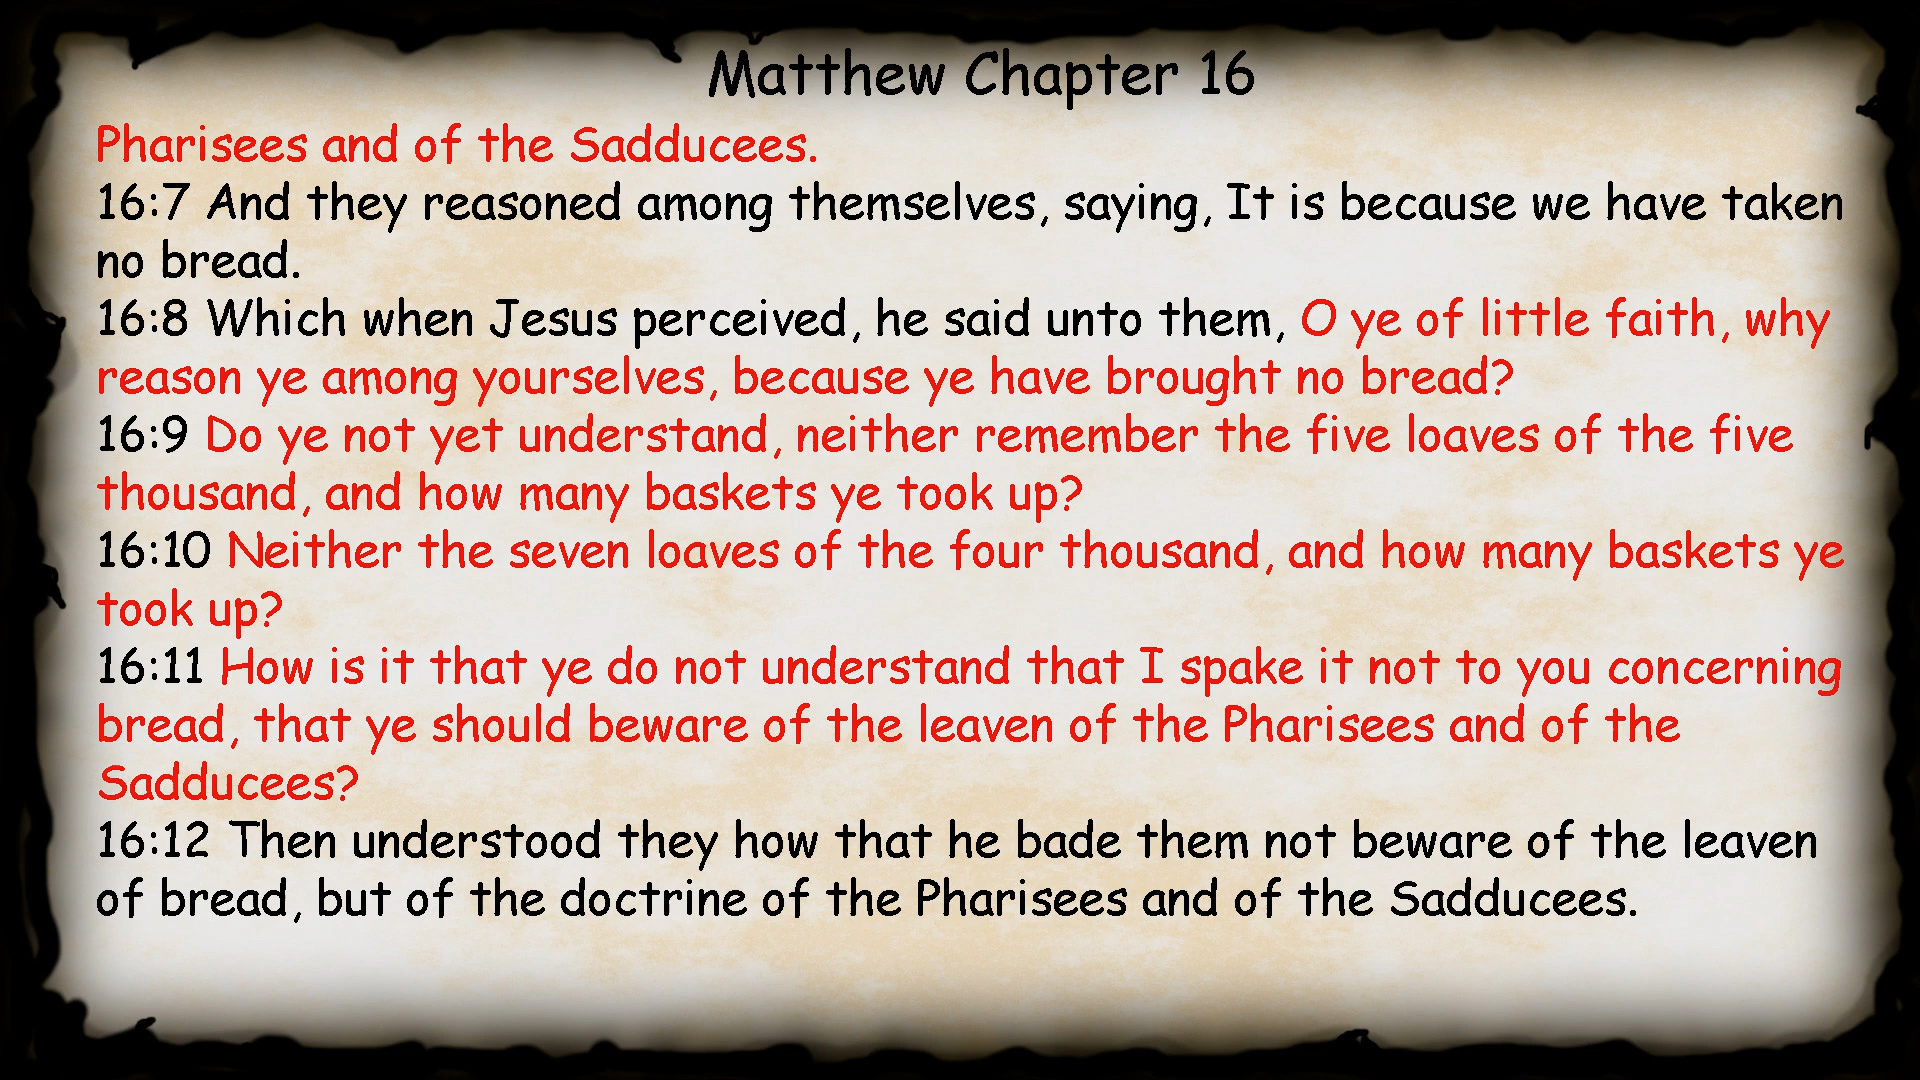 Matthew Chapter 16
Pharisees and of the Sadducees.
16:7 And they reasoned among themselves, saying, It is because we have taken
no bread.
16:8 Which when Jesus perceived, he said unto them, O ye of little faith, why
reason ye among yourselves, because ye have brought no bread?
16:9 Do ye not yet understand, neither remember the five loaves of the five
thousand, and how many baskets ye took up?
16:10 Neither the seven loaves of the four thousand, and how many baskets ye
took up?
16:11 How is it that ye do not understand that I spake it not to you concerning
bread, that ye should beware of the leaven of the Pharisees and of the
Sadducees?
16:12 Then understood they how that he bade them not beware of the leaven
of bread, but of the doctrine of the Pharisees and of the Sadducees.